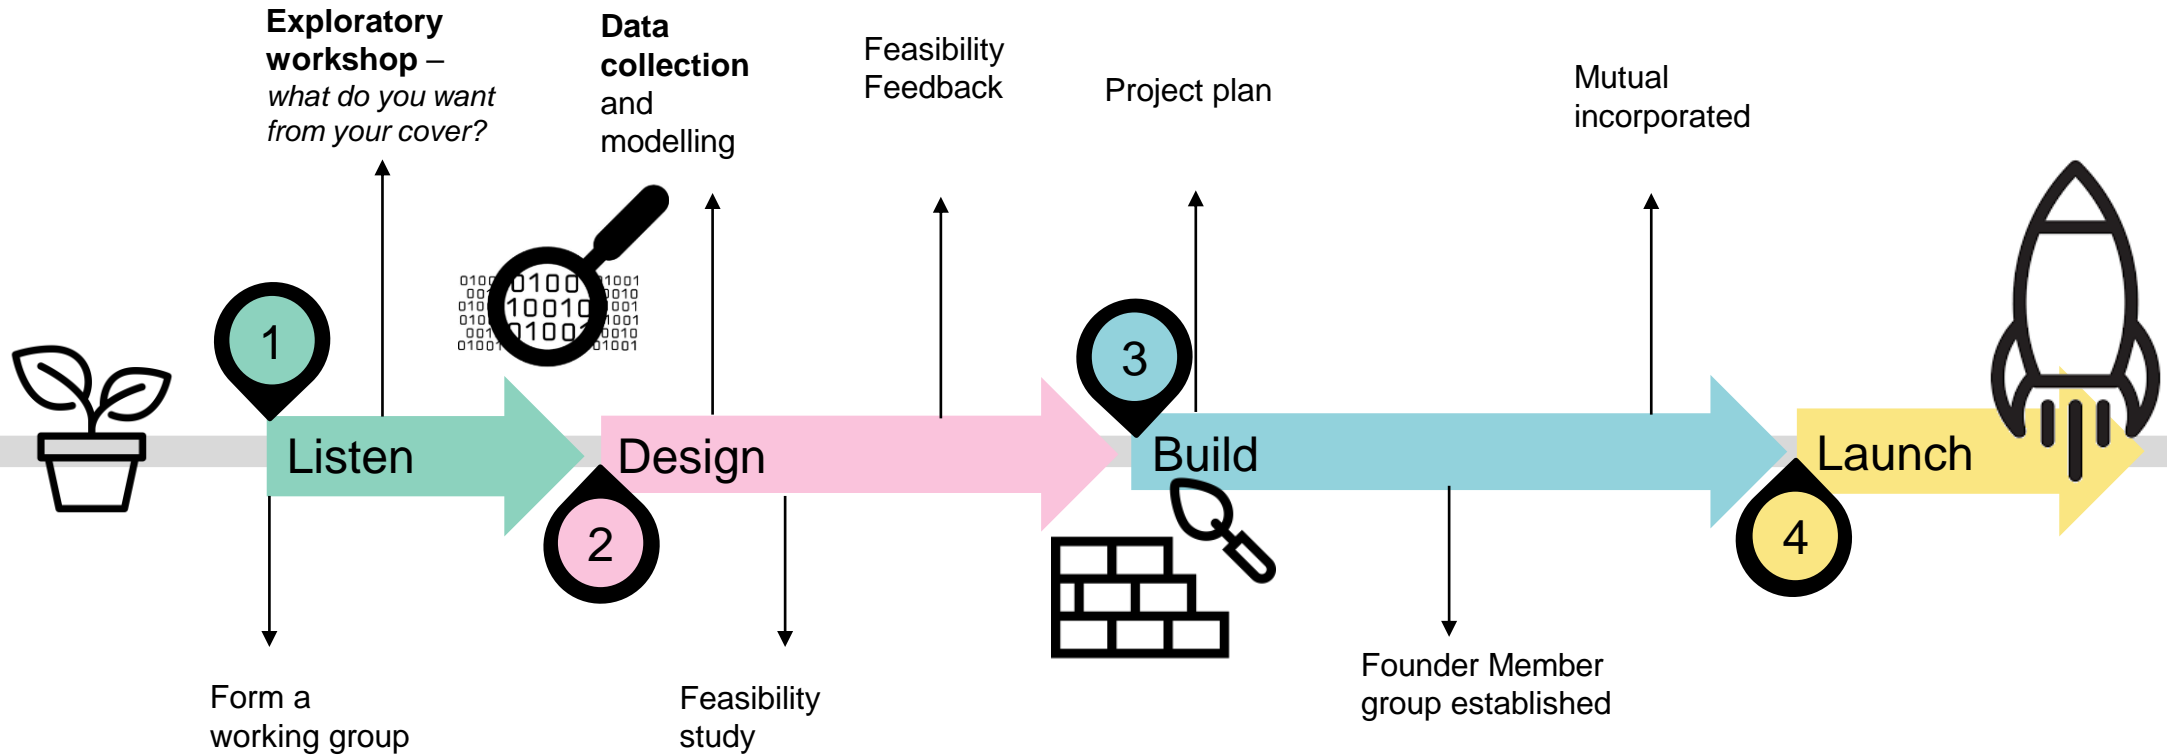 Exploratory
workshop –
what do you want
from your cover?
Data
collection
and
modelling
Feasibility
Feedback
Project plan
Mutual
incorporated
1
3
Listen
Design
Build
Launch
2
4
Form a
working group
Feasibility
study
Founder Member
group established